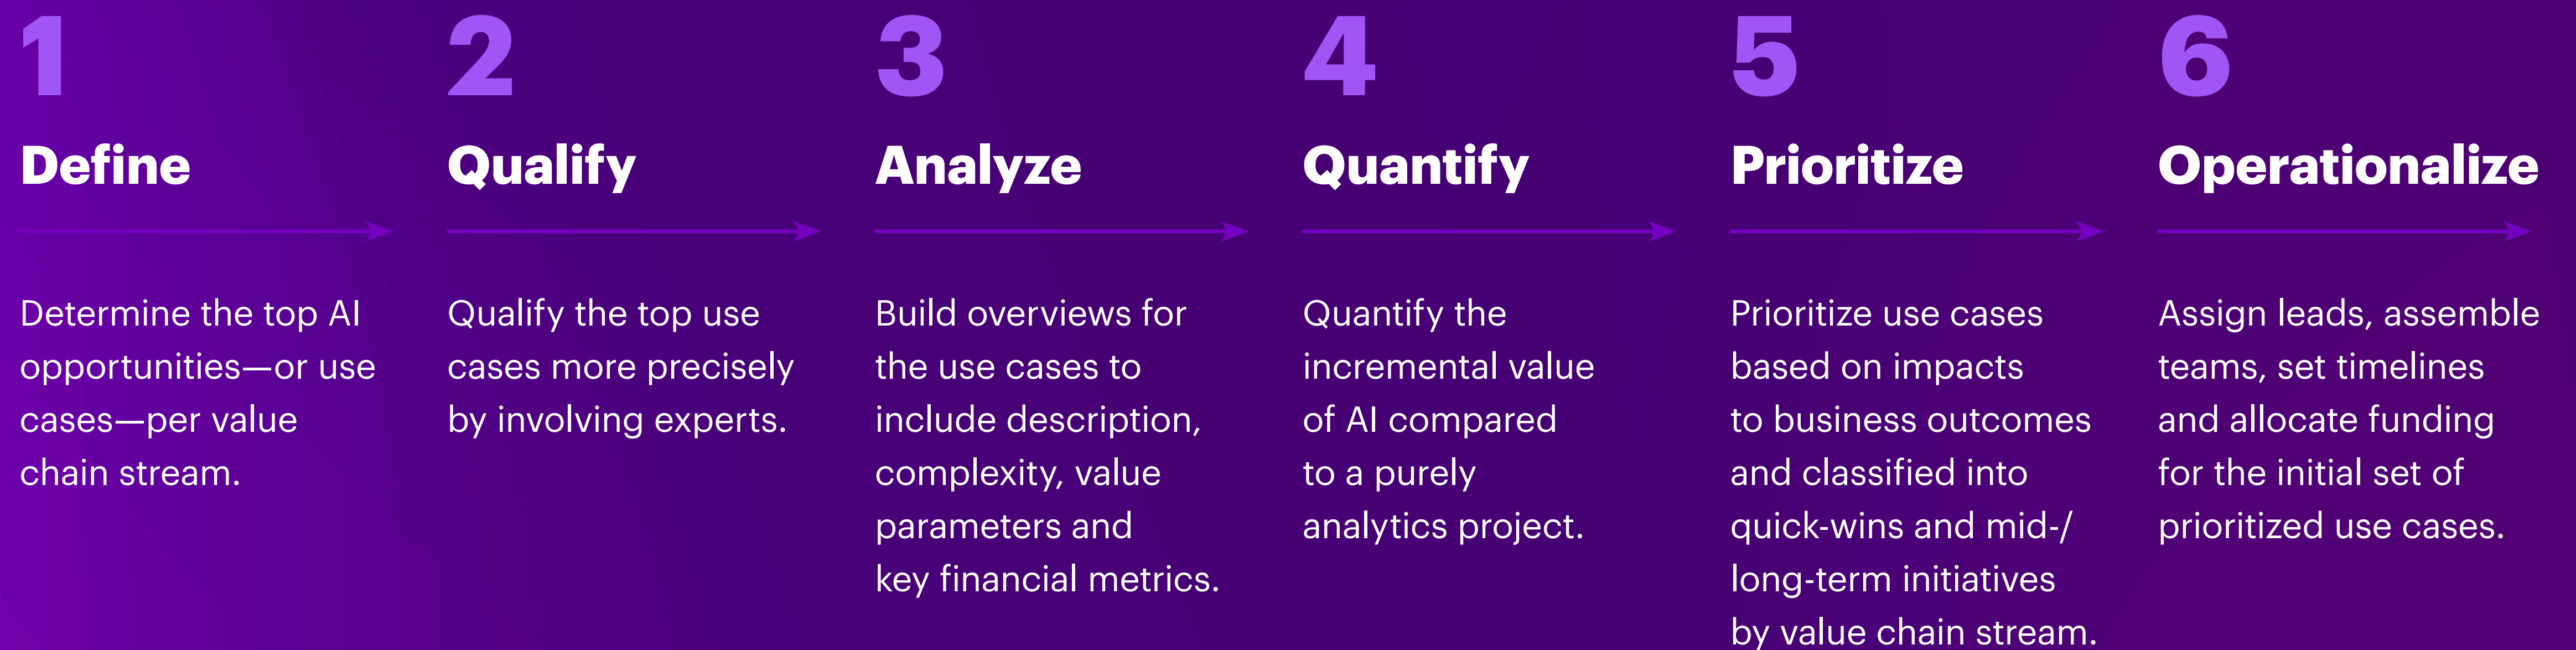 1
Define
Determine the top AI
opportunities—or use
cases—per value
chain stream.
2
Qualify
Qualify the top use
cases more precisely
by involving experts.
3
Analyze
Build overviews for
the use cases to
include description,
complexity, value
parameters and
key financial metrics.
4
Quantify
Quantify the
incremental value
of AI compared
to a purely
analytics project.
5
Prioritize
Prioritize use cases
based on impacts
to business outcomes
and classified into
quick-wins and mid-/
long-term initiatives
by value chain stream.
6
Operationalize
Assign leads, assemble
teams, set timelines
and allocate funding
for the initial set of
prioritized use cases.